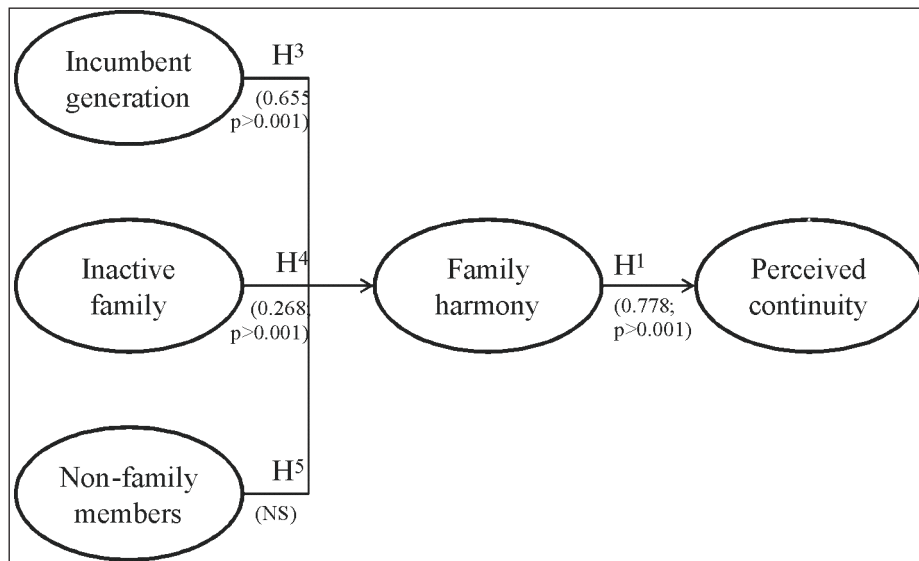 Incumbent
generation
H³
(0.655
p>0.001)
Inactive
family
H⁴
(0.268;
p>0.001)
Family
harmony
H¹
(0.778;
p>0.001)
Perceived
continuity
Non-family
members
H⁵
(NS)